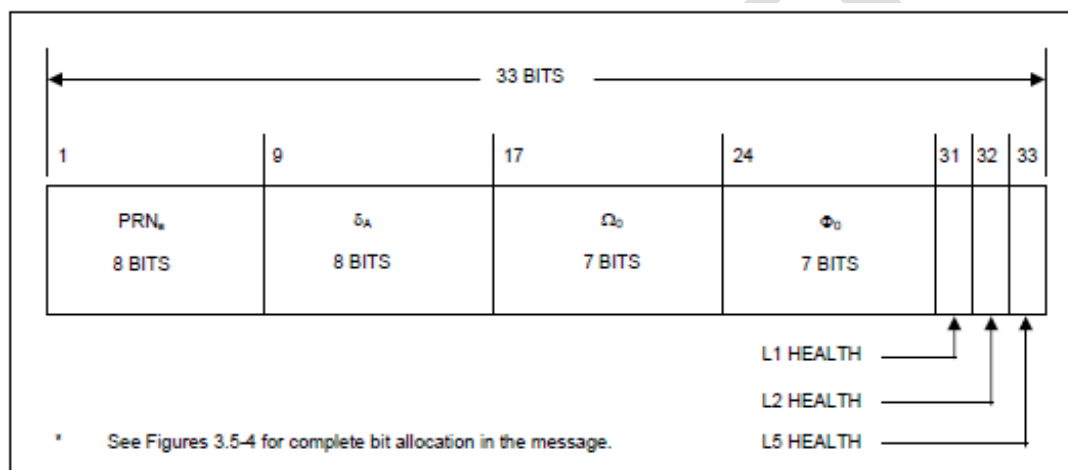 33 BITS
1 9 17 24 31 32 33
PRNₐ δA Ω₀ Φ₀
8 BITS 8 BITS 7 BITS 7 BITS
L1 HEALTH
L2 HEALTH
* See Figures 3.5-4 for complete bit allocation in the message.
L5 HEALTH